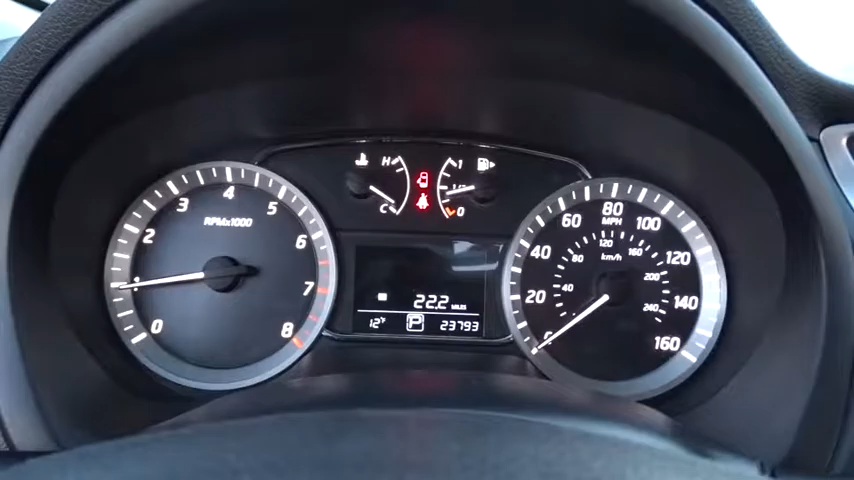 0 1 2 3 4 5 6 7 8
RPMx1000
H
C
1
1/2
0
22.2 MILES
12°F P 23793
0 20 40 60 80 100 120 140 160
MPH
40 80 120 160 200 240
km/h